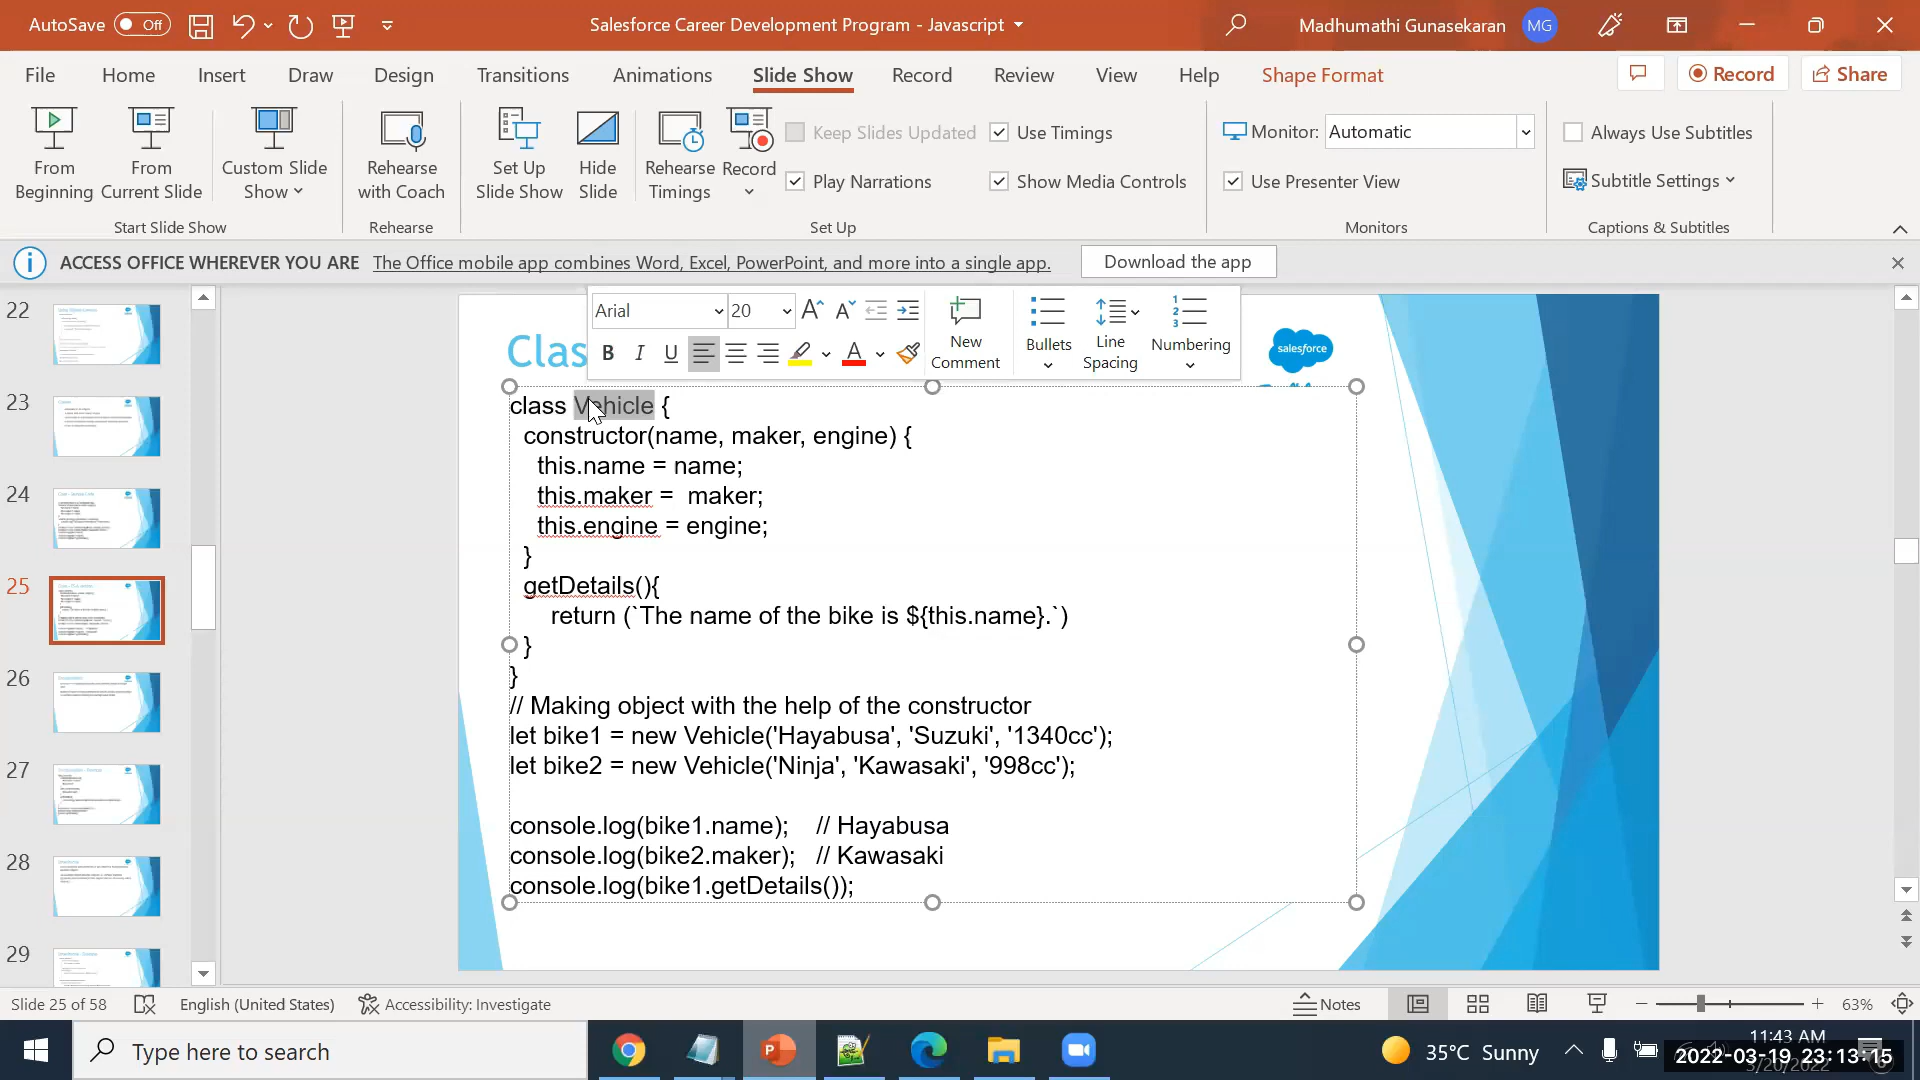 AutoSave Off
Salesforce Career Development Program - Javascript
Madhumathi Gunasekaran MG
File Home Insert Draw Design Transitions Animations Slide Show Record Review View Help Shape Format
Record Share
From Beginning
From Current Slide
Custom Slide Show
Rehearse with Coach
Set Up Slide Show
Hide Slide
Rehearse Timings
Record
Keep Slides Updated
Play Narrations
Use Timings
Show Media Controls
Monitor: Automatic
Use Presenter View
Always Use Subtitles
Subtitle Settings
Start Slide Show Rehearse Set Up Monitors Captions & Subtitles
ACCESS OFFICE WHEREVER YOU ARE The Office mobile app combines Word, Excel, PowerPoint, and more into a single app. Download the app
Arial 20
B I U A
New Comment
Bullets
Line Spacing
Numbering
22
23
24
25
26
27
28
29
Clas
salesforce
class Vehicle {
constructor(name, maker, engine) {
this.name = name;
this.maker = maker;
this.engine = engine;
}
getDetails(){
return (`The name of the bike is ${this.name}.`)
}
}
// Making object with the help of the constructor
let bike1 = new Vehicle('Hayabusa', 'Suzuki', '1340cc');
let bike2 = new Vehicle('Ninja', 'Kawasaki', '998cc');
console.log(bike1.name); // Hayabusa
console.log(bike2.maker); // Kawasaki
console.log(bike1.getDetails());
Slide 25 of 58 English (United States) Accessibility: Investigate Notes 63%
Type here to search
35°C Sunny
11:43 AM
3/20/2022
2022-03-19 23:13:15